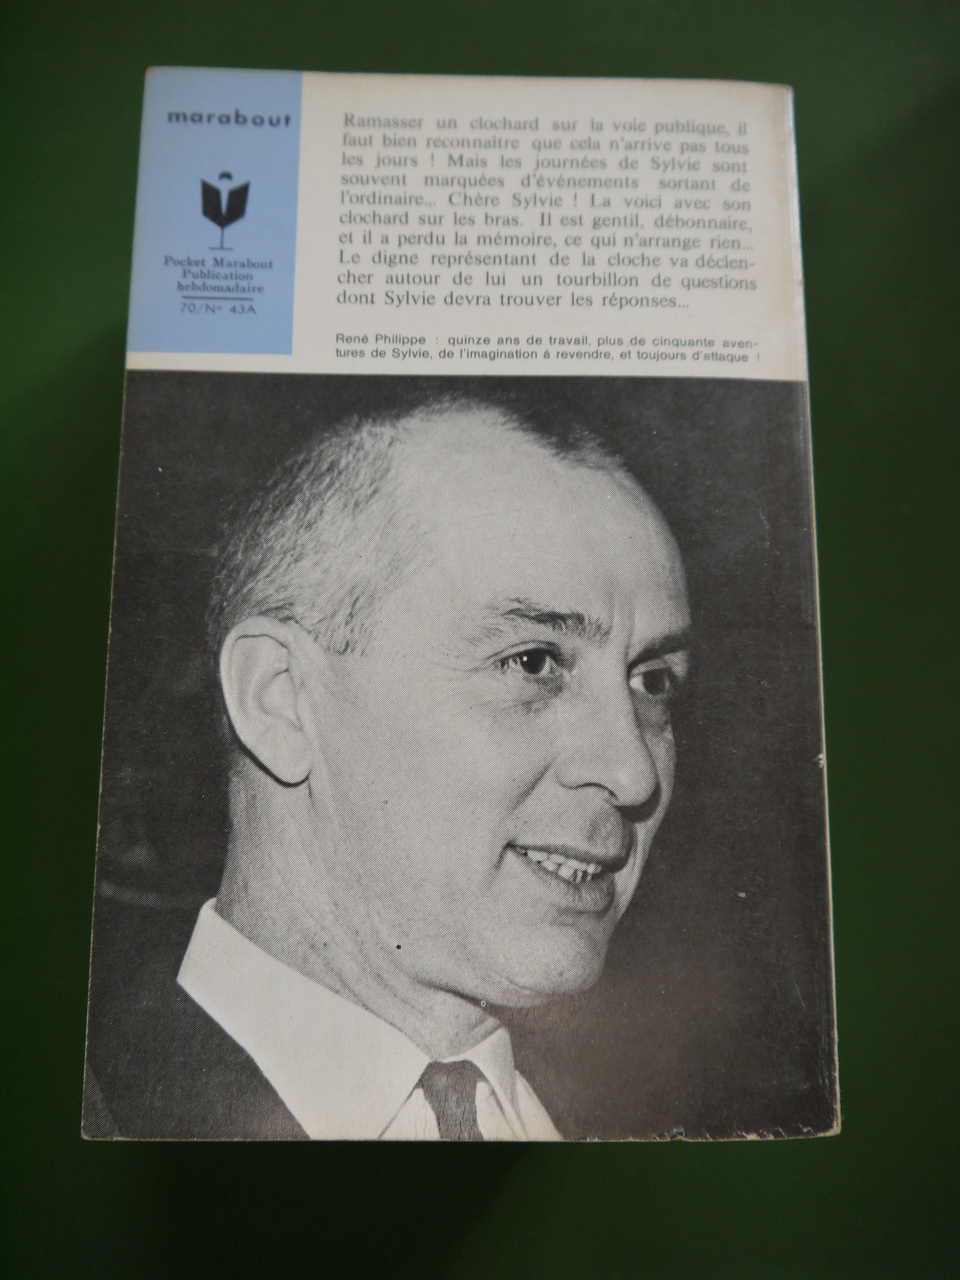 marabout
Pocket Marabout
Publication
hebdomadaire
70/Nº 43A
Ramasser un clochard sur la voie publique, il
faut bien reconnaître que cela n'arrive pas tous
les jours ! Mais les journées de Sylvie sont
souvent marquées d'événements sortant de
l'ordinaire... Chère Sylvie ! La voici avec son
clochard sur les bras. Il est gentil, débonnaire,
et il a perdu la mémoire, ce qui n'arrange rien...
Le digne représentant de la cloche va déclen-
cher autour de lui un tourbillon de questions
dont Sylvie devra trouver les réponses...
René Philippe : quinze ans de travail, plus de cinquante aven-
tures de Sylvie, de l'imagination à revendre, et toujours d'attaque !